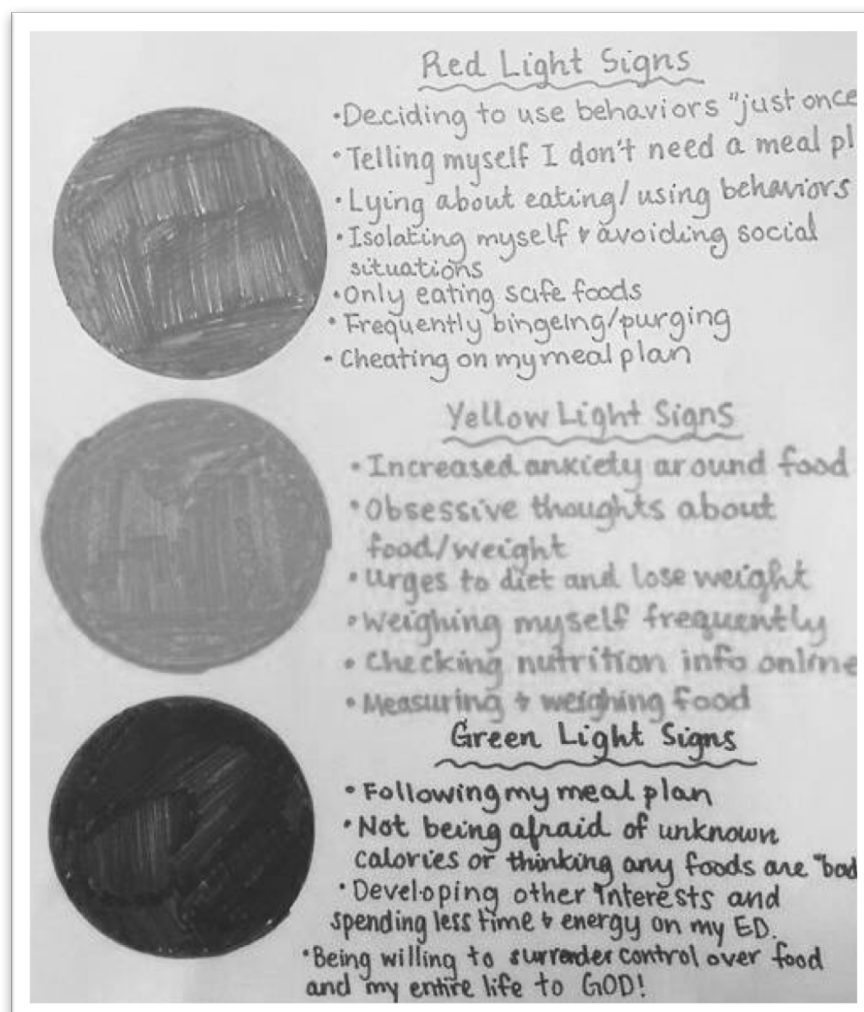 Red Light Signs
•Deciding to use behaviors "just once
•Telling myself I don't need a meal pl
•Lying about eating/using behaviors
•Isolating myself & avoiding social
situations
•Only eating safe foods
•Frequently bingeing/purging
•Cheating on my meal plan
Yellow Light Signs
•Increased anxiety around food
•Obsessive thoughts about
food/weight
•Urges to diet and lose weight
•Weighing myself frequently
•Checking nutrition info online
•Measuring & weighing food
Green Light Signs
•Following my meal plan
•Not being afraid of unknown
calories or thinking any foods are "bad
•Developing other interests and
spending less time & energy on my ED.
•Being willing to surrender control over food
and my entire life to GOD!